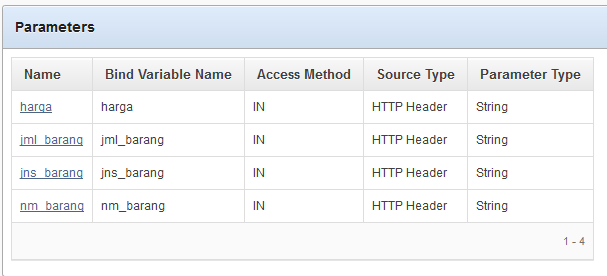 Parameters
Name Bind Variable Name Access Method Source Type Parameter Type
harga harga IN HTTP Header String
jml_barang jml_barang IN HTTP Header String
jns_barang jns_barang IN HTTP Header String
nm_barang nm_barang IN HTTP Header String
1 - 4